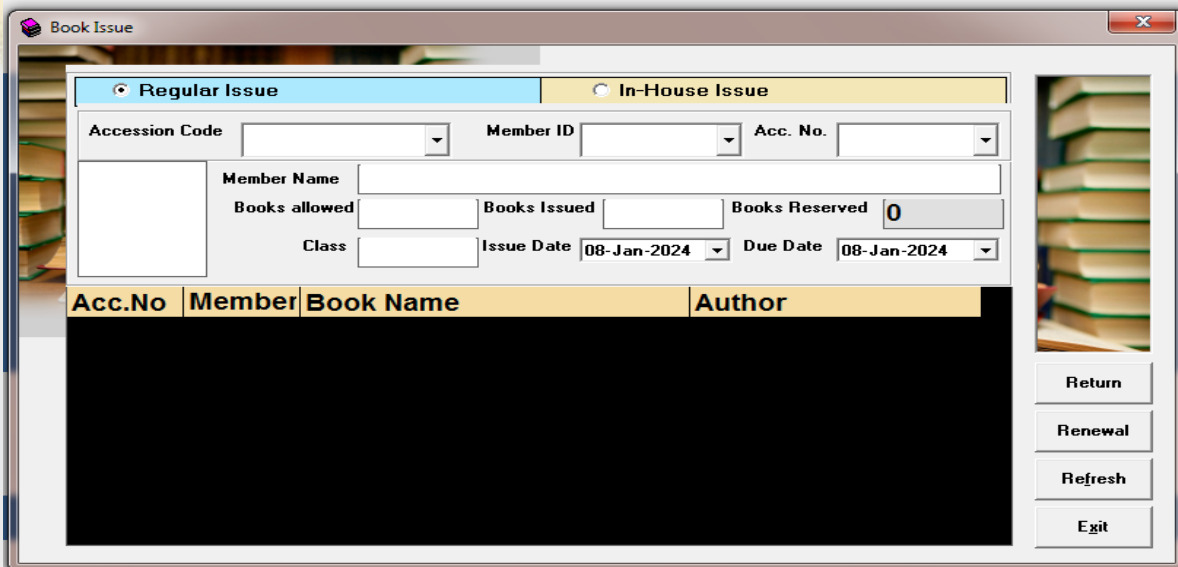 Book Issue
Regular Issue In-House Issue
Accession Code Member ID Acc. No.
Member Name
Books allowed Books Issued Books Reserved 0
Class Issue Date 08-Jan-2024 Due Date 08-Jan-2024
Acc.No Member Book Name Author
Return
Renewal
Refresh
Exit